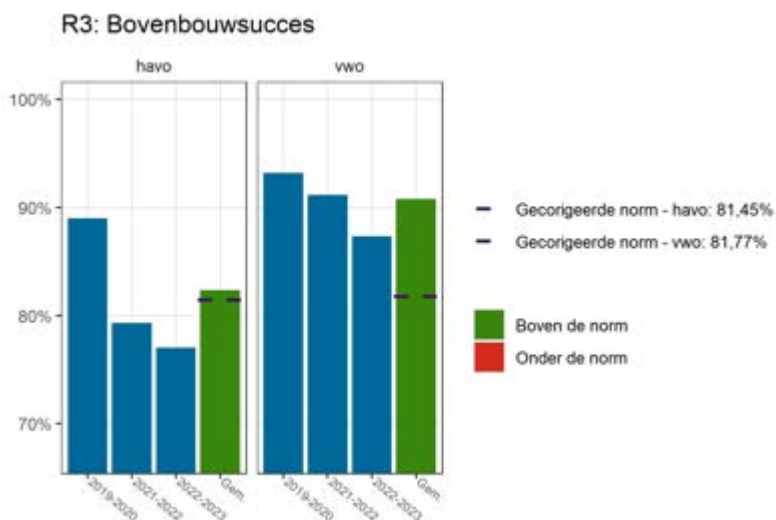 R3: Bovenbouwsucces
havo
vwo
100%
90%
80%
70%
2019-2020
2021-2022
2022-2023
Gem.
2019-2020
2021-2022
2022-2023
Gem.
Gecorigeerde norm - havo: 81,45%
Gecorigeerde norm - vwo: 81,77%
Boven de norm
Onder de norm